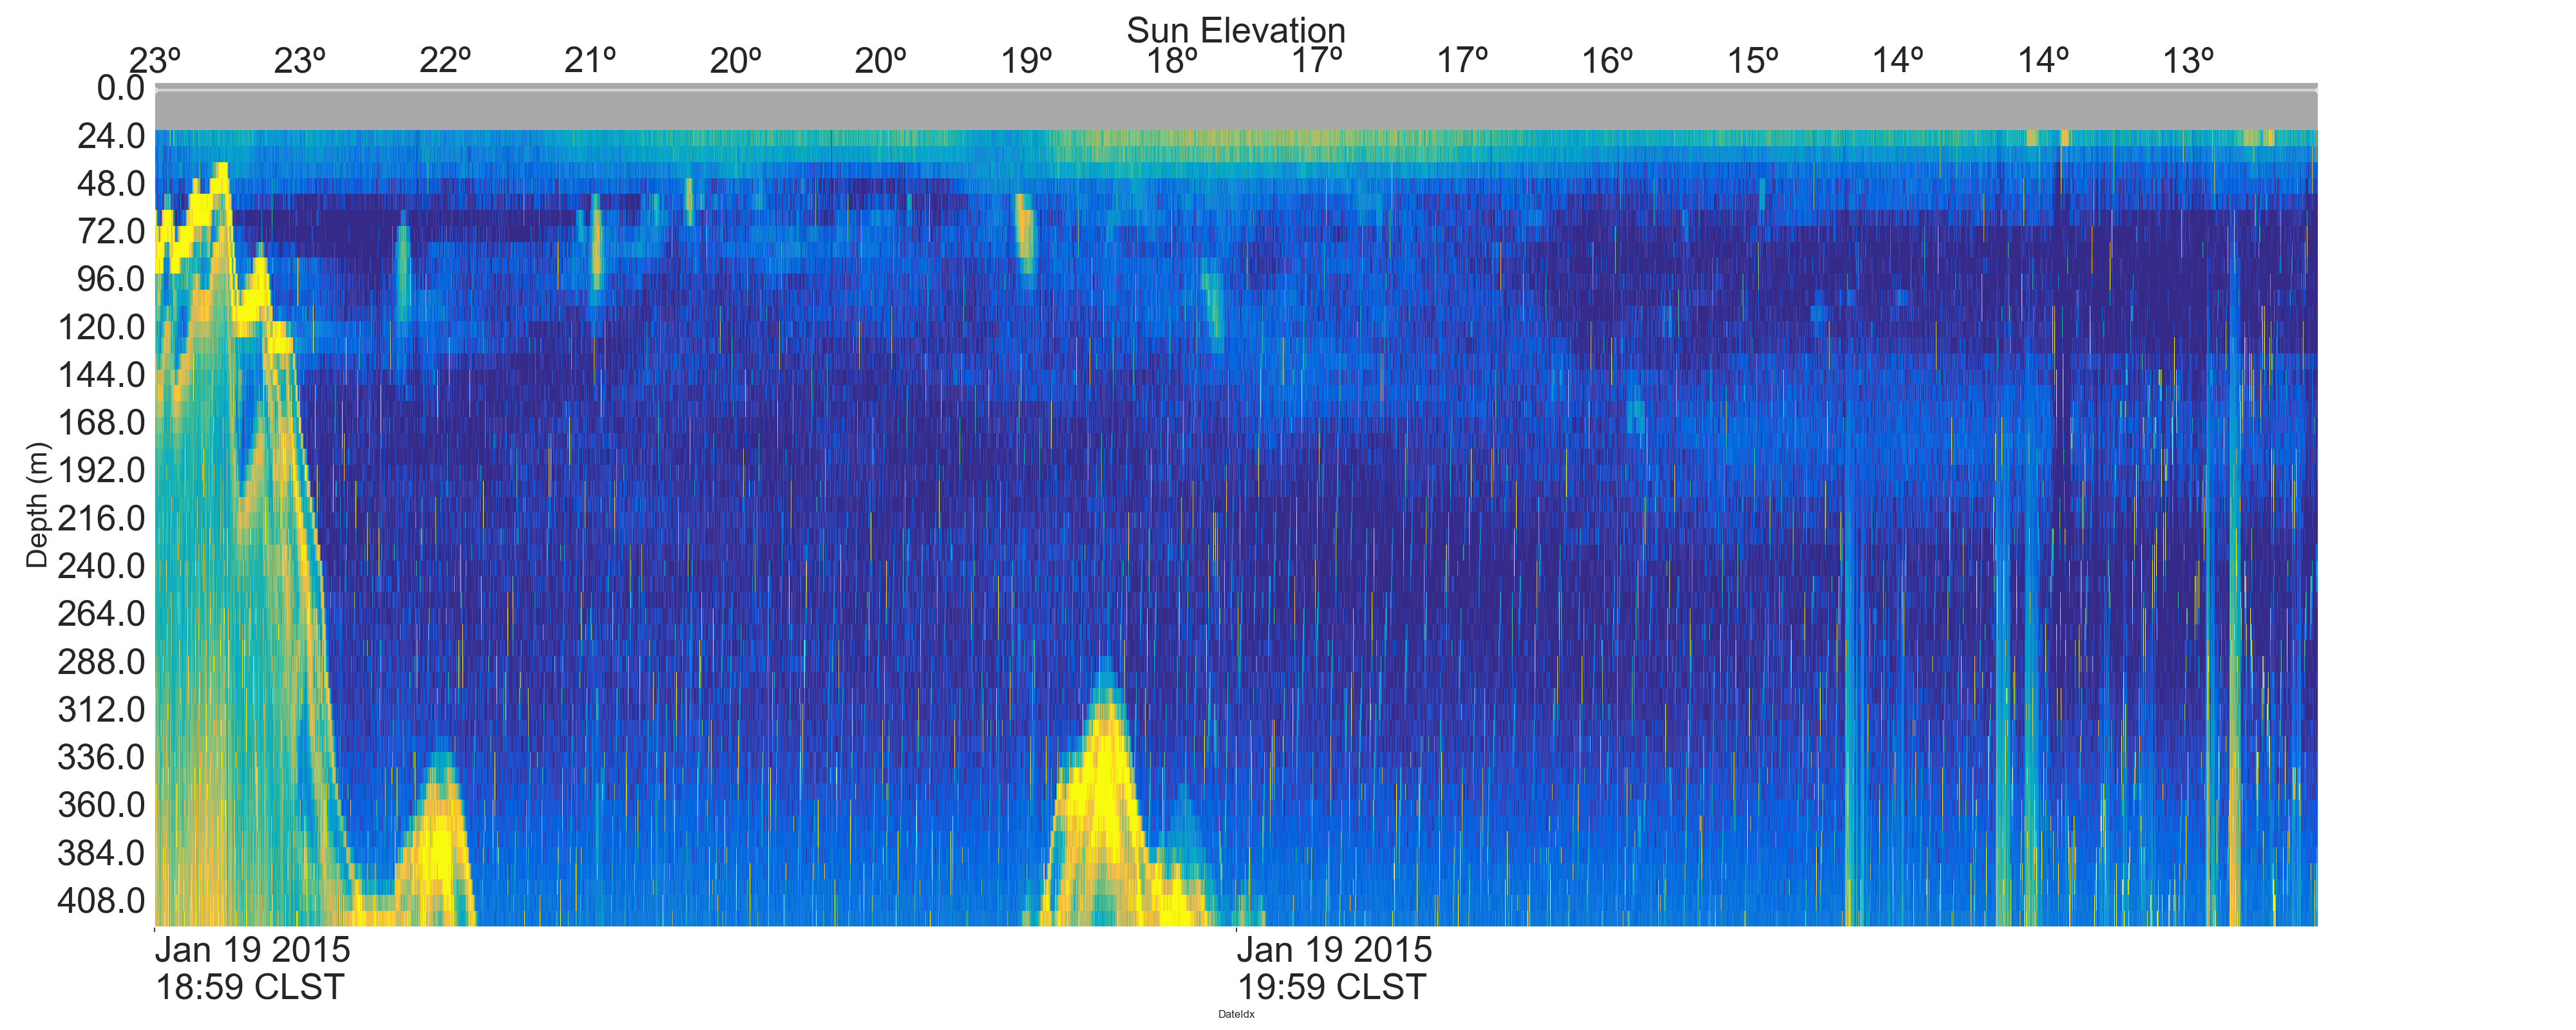 Sun Elevation
23º 23º 22º 21º 20º 20º 19º 18º 17º 17º 16º 15º 14º 14º 13º
Depth (m)
0.0
24.0
48.0
72.0
96.0
120.0
144.0
168.0
192.0
216.0
240.0
264.0
288.0
312.0
336.0
360.0
384.0
408.0
Jan 19 2015
18:59 CLST
Jan 19 2015
19:59 CLST
DateIdx